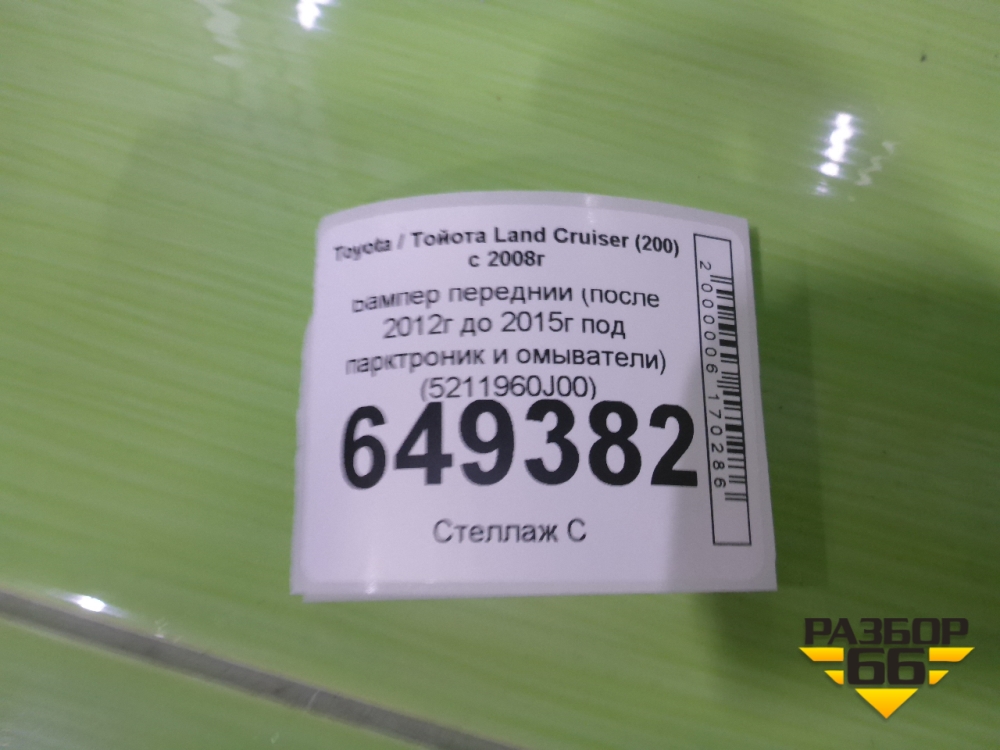 Toyota / Тойота Land Cruiser (200)
с 2008г
Бампер передний (после
2012г до 2015г под
парктроник и омыватели)
(5211960J00)
649382
Стеллаж С
2000006170286
РАЗБОР
66